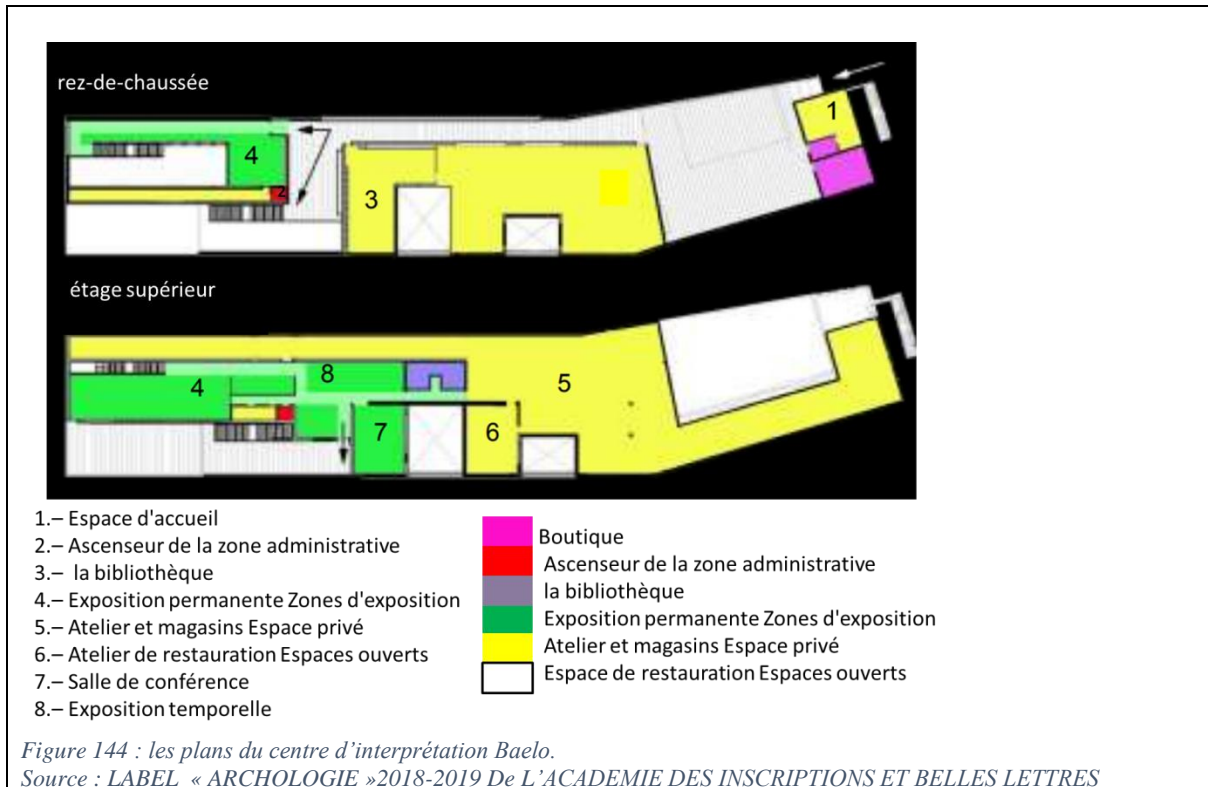 rez-de-chaussée
1
4
2
3
étage supérieur
8
4
5
7
6
1.– Espace d'accueil
2.– Ascenseur de la zone administrative
3.– la bibliothèque
4.– Exposition permanente Zones d'exposition
5.– Atelier et magasins Espace privé
6.– Atelier de restauration Espaces ouverts
7.– Salle de conférence
8.– Exposition temporelle
Boutique
Ascenseur de la zone administrative
la bibliothèque
Exposition permanente Zones d'exposition
Atelier et magasins Espace privé
Espace de restauration Espaces ouverts
Figure 144 : les plans du centre d'interprétation Baelo.
Source : LABEL « ARCHOLOGIE »2018-2019 De L'ACADEMIE DES INSCRIPTIONS ET BELLES LETTRES